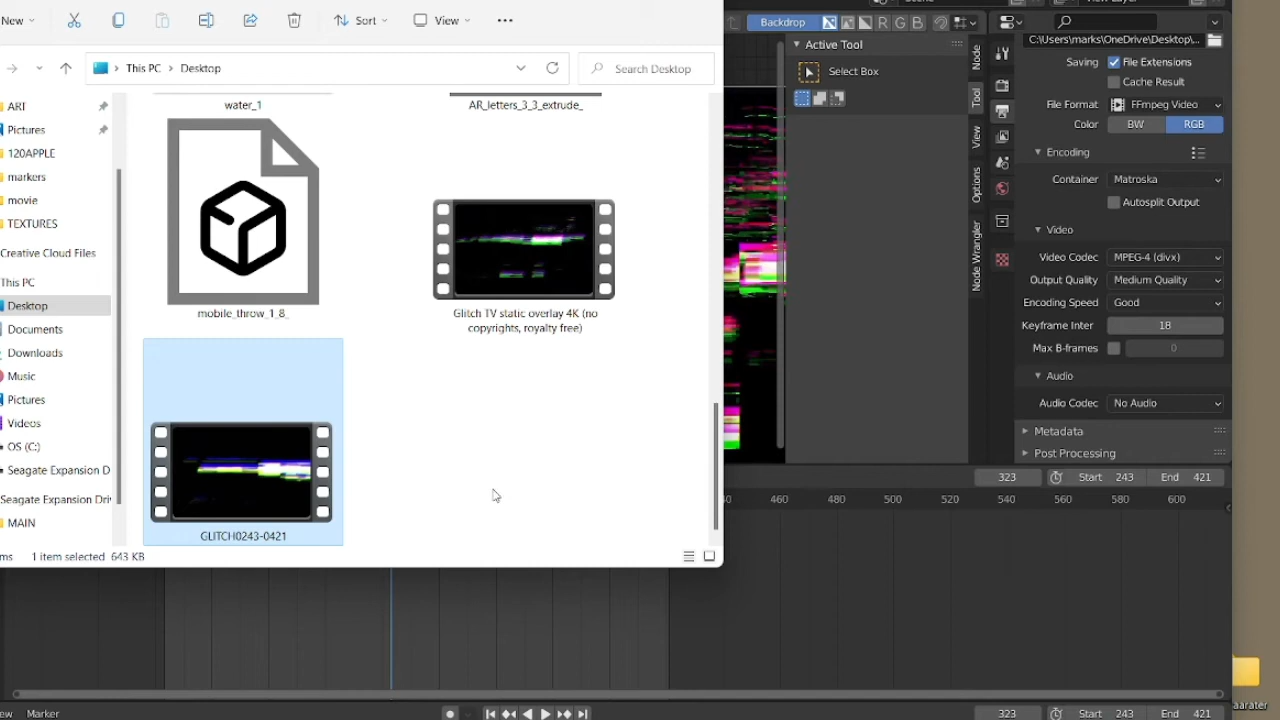 New
Sort
View
Backdrop
R G B
C:\Users\marks\OneDrive\Desktop\...
This PC
Desktop
Search Desktop
Active Tool
Select Box
Node
Tool
View
Options
Node Wrangler
Saving
File Extensions
Cache Result
File Format
FFmpeg Video
Color
BW
RGB
Encoding
Container
Matroska
Autosplit Output
Video
Video Codec
Output Quality
Medium Quality
Encoding Speed
Good
Keyframe Inter
18
Max B-frames
0
Audio
Audio Codec
No Audio
Metadata
Post Processing
ART
Pictures
120APPLE
markers
movie
TEXTURES
Creative Cloud Files
This PC
Desktop
Documents
Downloads
Music
Pictures
Videos
OS (C:)
Seagate Expansion D
Seagate Expansion Driv
MAIN
water_1
AR_letters_3_3_extrude_
mobile_throw_1_8_
Glitch TV static overlay 4K (no
copyrights, royalty free)
GLITCH0243-0421
1 item selected 643 KB
323
Start 243
End 421
460 480 500 520 540 560 580 600
Marker
323
Start 243
End 421